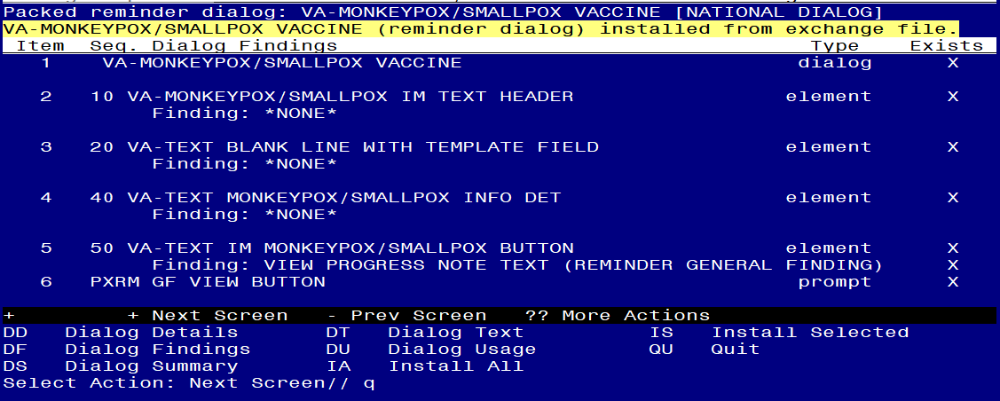 Packed reminder dialog: VA-MONKEYPOX/SMALLPOX VACCINE [NATIONAL DIALOG]
VA-MONKEYPOX/SMALLPOX VACCINE (reminder dialog) installed from exchange file.
Item Seq. Dialog Findings Type Exists
1 VA-MONKEYPOX/SMALLPOX VACCINE dialog X
2 10 VA-MONKEYPOX/SMALLPOX IM TEXT HEADER element X
Finding: *NONE*
3 20 VA-TEXT BLANK LINE WITH TEMPLATE FIELD element X
Finding: *NONE*
4 40 VA-TEXT MONKEYPOX/SMALLPOX INFO DET element X
Finding: *NONE*
5 50 VA-TEXT IM MONKEYPOX/SMALLPOX BUTTON element X
Finding: VIEW PROGRESS NOTE TEXT (REMINDER GENERAL FINDING) X
6 PXRM GF VIEW BUTTON prompt X
+ + Next Screen - Prev Screen ?? More Actions
DD Dialog Details DT Dialog Text IS Install Selected
DF Dialog Findings DU Dialog Usage QU Quit
DS Dialog Summary IA Install All
Select Action: Next Screen// q